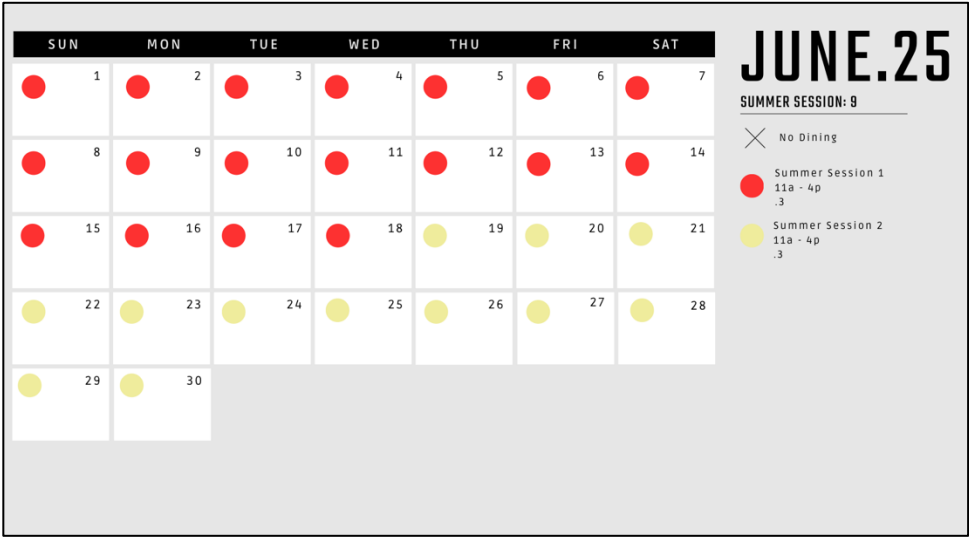 SUN MON TUE WED THU FRI SAT
1 2 3 4 5 6 7
8 9 10 11 12 13 14
15 16 17 18 19 20 21
22 23 24 25 26 27 28
29 30
JUNE.25
SUMMER SESSION: 9
No Dining
Summer Session 1
11a - 4p
.3
Summer Session 2
11a - 4p
.3